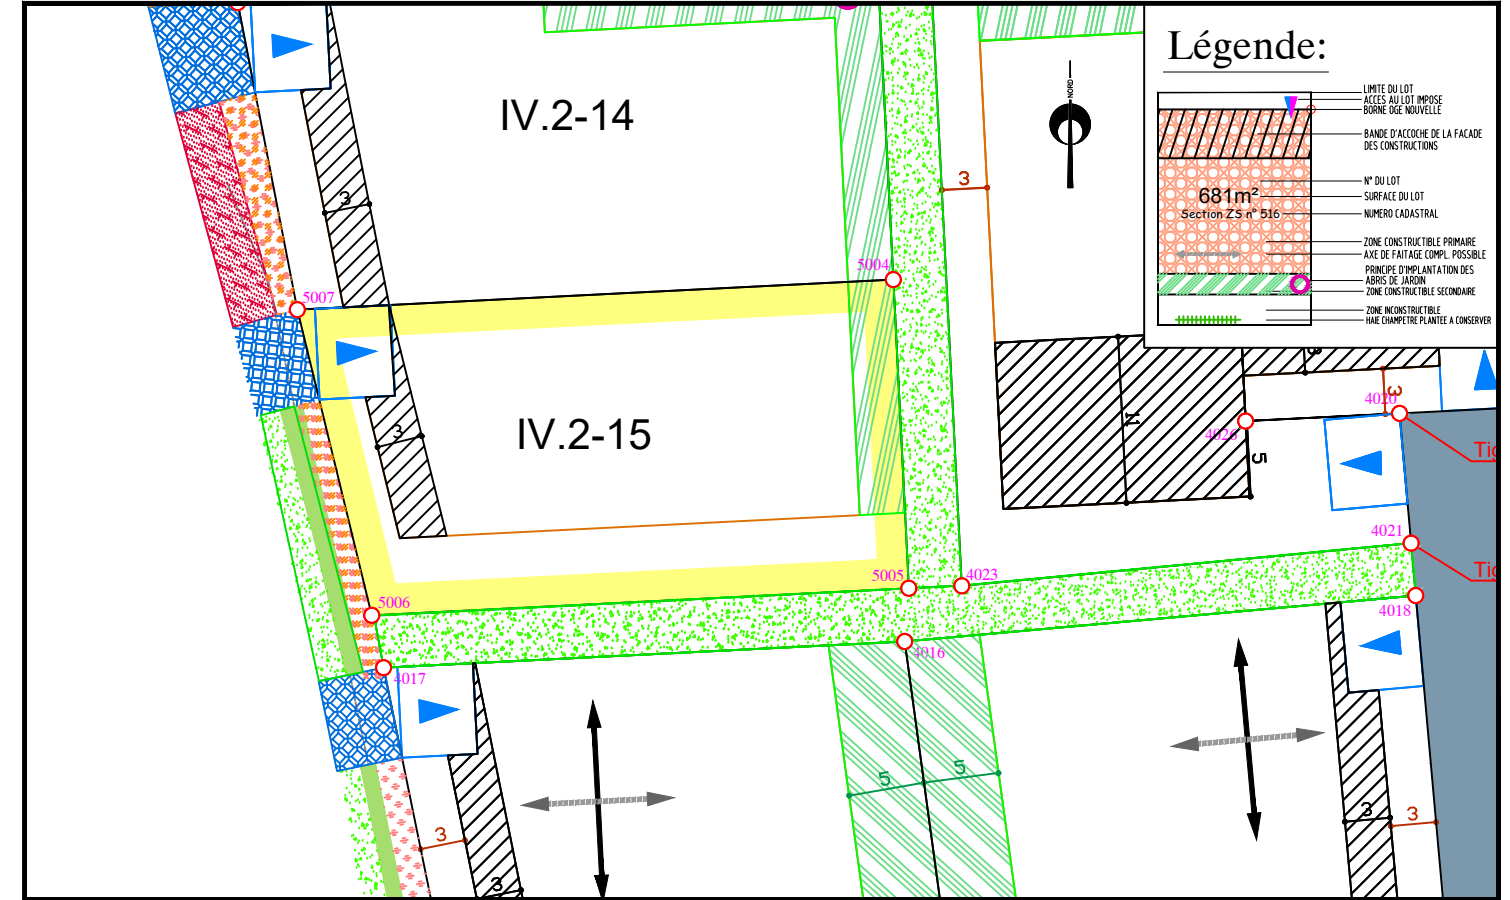 IV.2-14
3
5007
5004
3
NORD
Légende:
LIMITE DU LOT
ACCES AU LOT IMPOSE
BORNE OGE NOUVELLE
BANDE D'ACCOCHE DE LA FACADE
DES CONSTRUCTIONS
N° DU LOT
681m²
SURFACE DU LOT
Section ZS n° 516
NUMERO CADASTRAL
ZONE CONSTRUCTIBLE PRIMAIRE
AXE DE FAITAGE COMPL. POSSIBLE
PRINCIPE D'IMPLANTATION DES
ABRIS DE JARDIN
ZONE CONSTRUCTIBLE SECONDAIRE
ZONE INCONSTRUCTIBLE
HAIE CHAMPETRE PLANTEE A CONSERVER
IV.2-15
3
11
3
4020
4026
5
4021
5005
4023
5006
4018
4016
4017
5
5
3
3
3
3